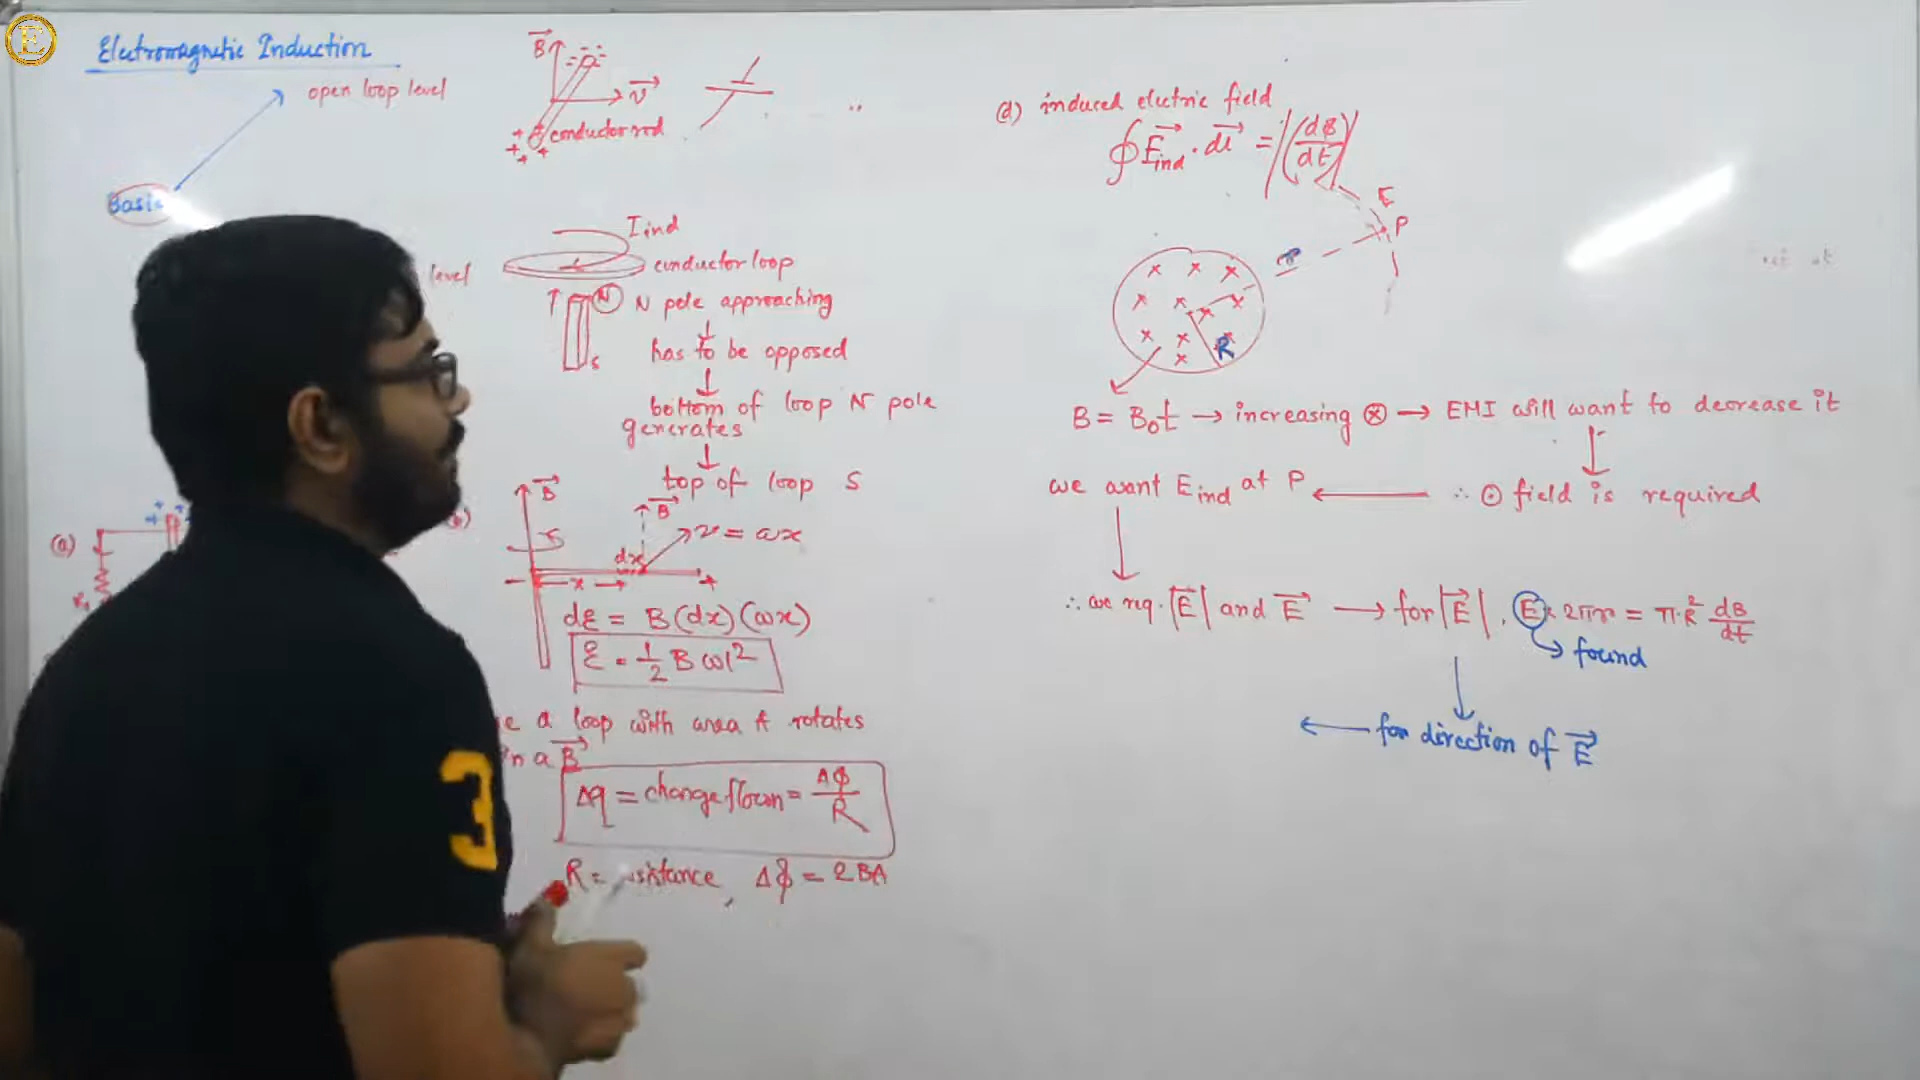 E
Electromagnetic Induction
open loop level
Basic
level
B
v
conductor rod
I ind
conductor loop
N
N pole approaching
S
has to be opposed
bottom of loop N pole
generates
top of loop S
(a)
(b)
B
B
v = ωx
dx
x
dε = B(dx)(ωx)
ε = 1/2 Bωl²
a loop with area A rotates
in a B
Δq = change flown = Δϕ/R
R = resistance, Δϕ = 2BA
3
(d) induced electric field
∮ E ind · dl = |(dϕ/dt)|
E
P
r
R
B = B₀t → increasing ⊗ → EMI will want to decrease it
we want E ind at P ← ∴ ⊙ field is required
∴ we req. |E| and E → for |E|, E × 2πr = π·R² dB/dt
found
← for direction of E